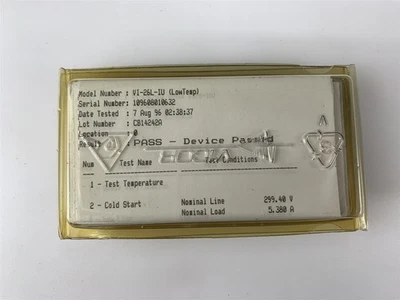 Model Number : VI-26L-IU (LowTemp)
Serial Number: 109608010632
Date Tested : 7 Aug 96 02:38:37
Lot Number : CB14242A
Location : 0
Result : PASS - Device Passed
Num Test Name Test Conditions
1 - Test Temperature
2 - Cold Start Nominal Line 299.40 V
Nominal Load 5.380 A